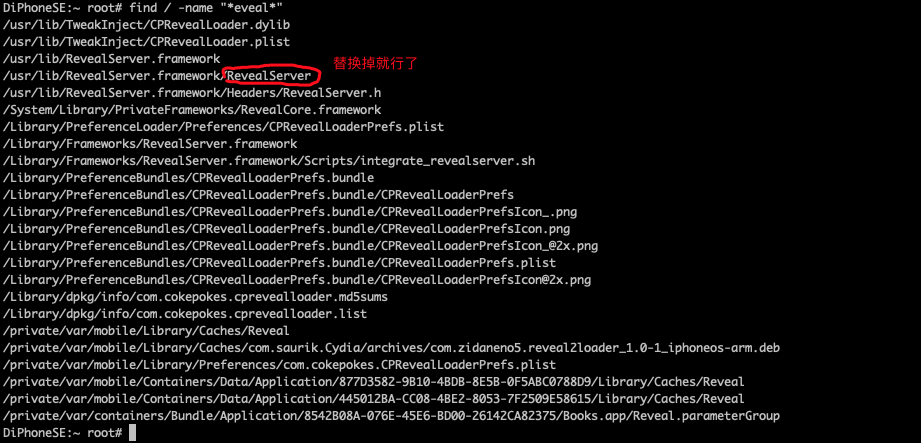 DiPhoneSE:~ root# find / -name "*eveal*"
/usr/lib/TweakInject/CPRevealLoader.dylib
/usr/lib/TweakInject/CPRevealLoader.plist
/usr/lib/RevealServer.framework
替换掉就行了
/usr/lib/RevealServer.framework/RevealServer
/usr/lib/RevealServer.framework/Headers/RevealServer.h
/System/Library/PrivateFrameworks/RevealCore.framework
/Library/PreferenceLoader/Preferences/CPRevealLoaderPrefs.plist
/Library/Frameworks/RevealServer.framework
/Library/Frameworks/RevealServer.framework/Scripts/integrate_revealserver.sh
/Library/PreferenceBundles/CPRevealLoaderPrefs.bundle
/Library/PreferenceBundles/CPRevealLoaderPrefs.bundle/CPRevealLoaderPrefs
/Library/PreferenceBundles/CPRevealLoaderPrefs.bundle/CPRevealLoaderPrefsIcon_.png
/Library/PreferenceBundles/CPRevealLoaderPrefs.bundle/CPRevealLoaderPrefsIcon.png
/Library/PreferenceBundles/CPRevealLoaderPrefs.bundle/CPRevealLoaderPrefsIcon_@2x.png
/Library/PreferenceBundles/CPRevealLoaderPrefs.bundle/CPRevealLoaderPrefs.plist
/Library/PreferenceBundles/CPRevealLoaderPrefs.bundle/CPRevealLoaderPrefsIcon@2x.png
/Library/dpkg/info/com.cokepokes.cprevealloader.md5sums
/Library/dpkg/info/com.cokepokes.cprevealloader.list
/private/var/mobile/Library/Caches/Reveal
/private/var/mobile/Library/Caches/com.saurik.Cydia/archives/com.zidaneno5.reveal2loader_1.0-1_iphoneos-arm.deb
/private/var/mobile/Library/Preferences/com.cokepokes.CPRevealLoaderPrefs.plist
/private/var/mobile/Containers/Data/Application/877D3582-9B10-4BDB-8E5B-0F5ABC0788D9/Library/Caches/Reveal
/private/var/mobile/Containers/Data/Application/445012BA-CC08-4BE2-8053-7F2509E58615/Library/Caches/Reveal
/private/var/containers/Bundle/Application/8542B08A-076E-45E6-BD00-26142CA82375/Books.app/Reveal.parameterGroup
DiPhoneSE:~ root#